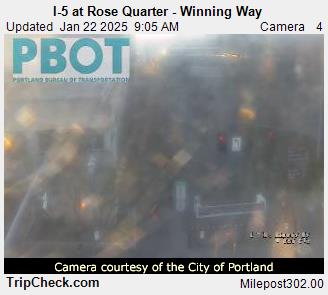 I-5 at Rose Quarter - Winning Way
Updated Jan 22 2025 9:05 AM Camera 4
PBOT
PORTLAND BUREAU OF TRANSPORTATION
Camera courtesy of the City of Portland
TripCheck.com Milepost302.00